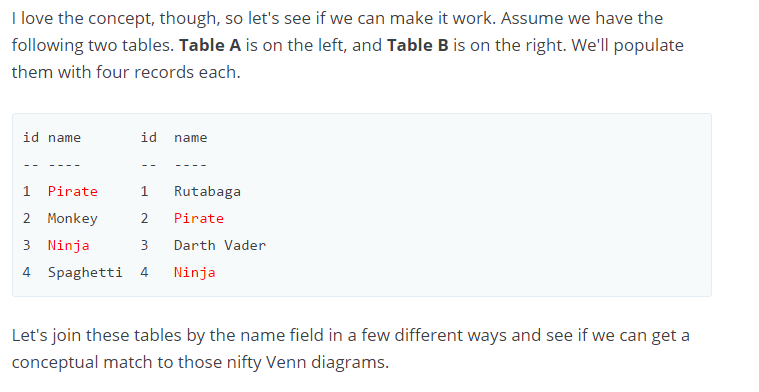 I love the concept, though, so let's see if we can make it work. Assume we have the
following two tables. Table A is on the left, and Table B is on the right. We'll populate
them with four records each.
id name id name
-- ---- -- ----
1 Pirate 1 Rutabaga
2 Monkey 2 Pirate
3 Ninja 3 Darth Vader
4 Spaghetti 4 Ninja
Let's join these tables by the name field in a few different ways and see if we can get a
conceptual match to those nifty Venn diagrams.